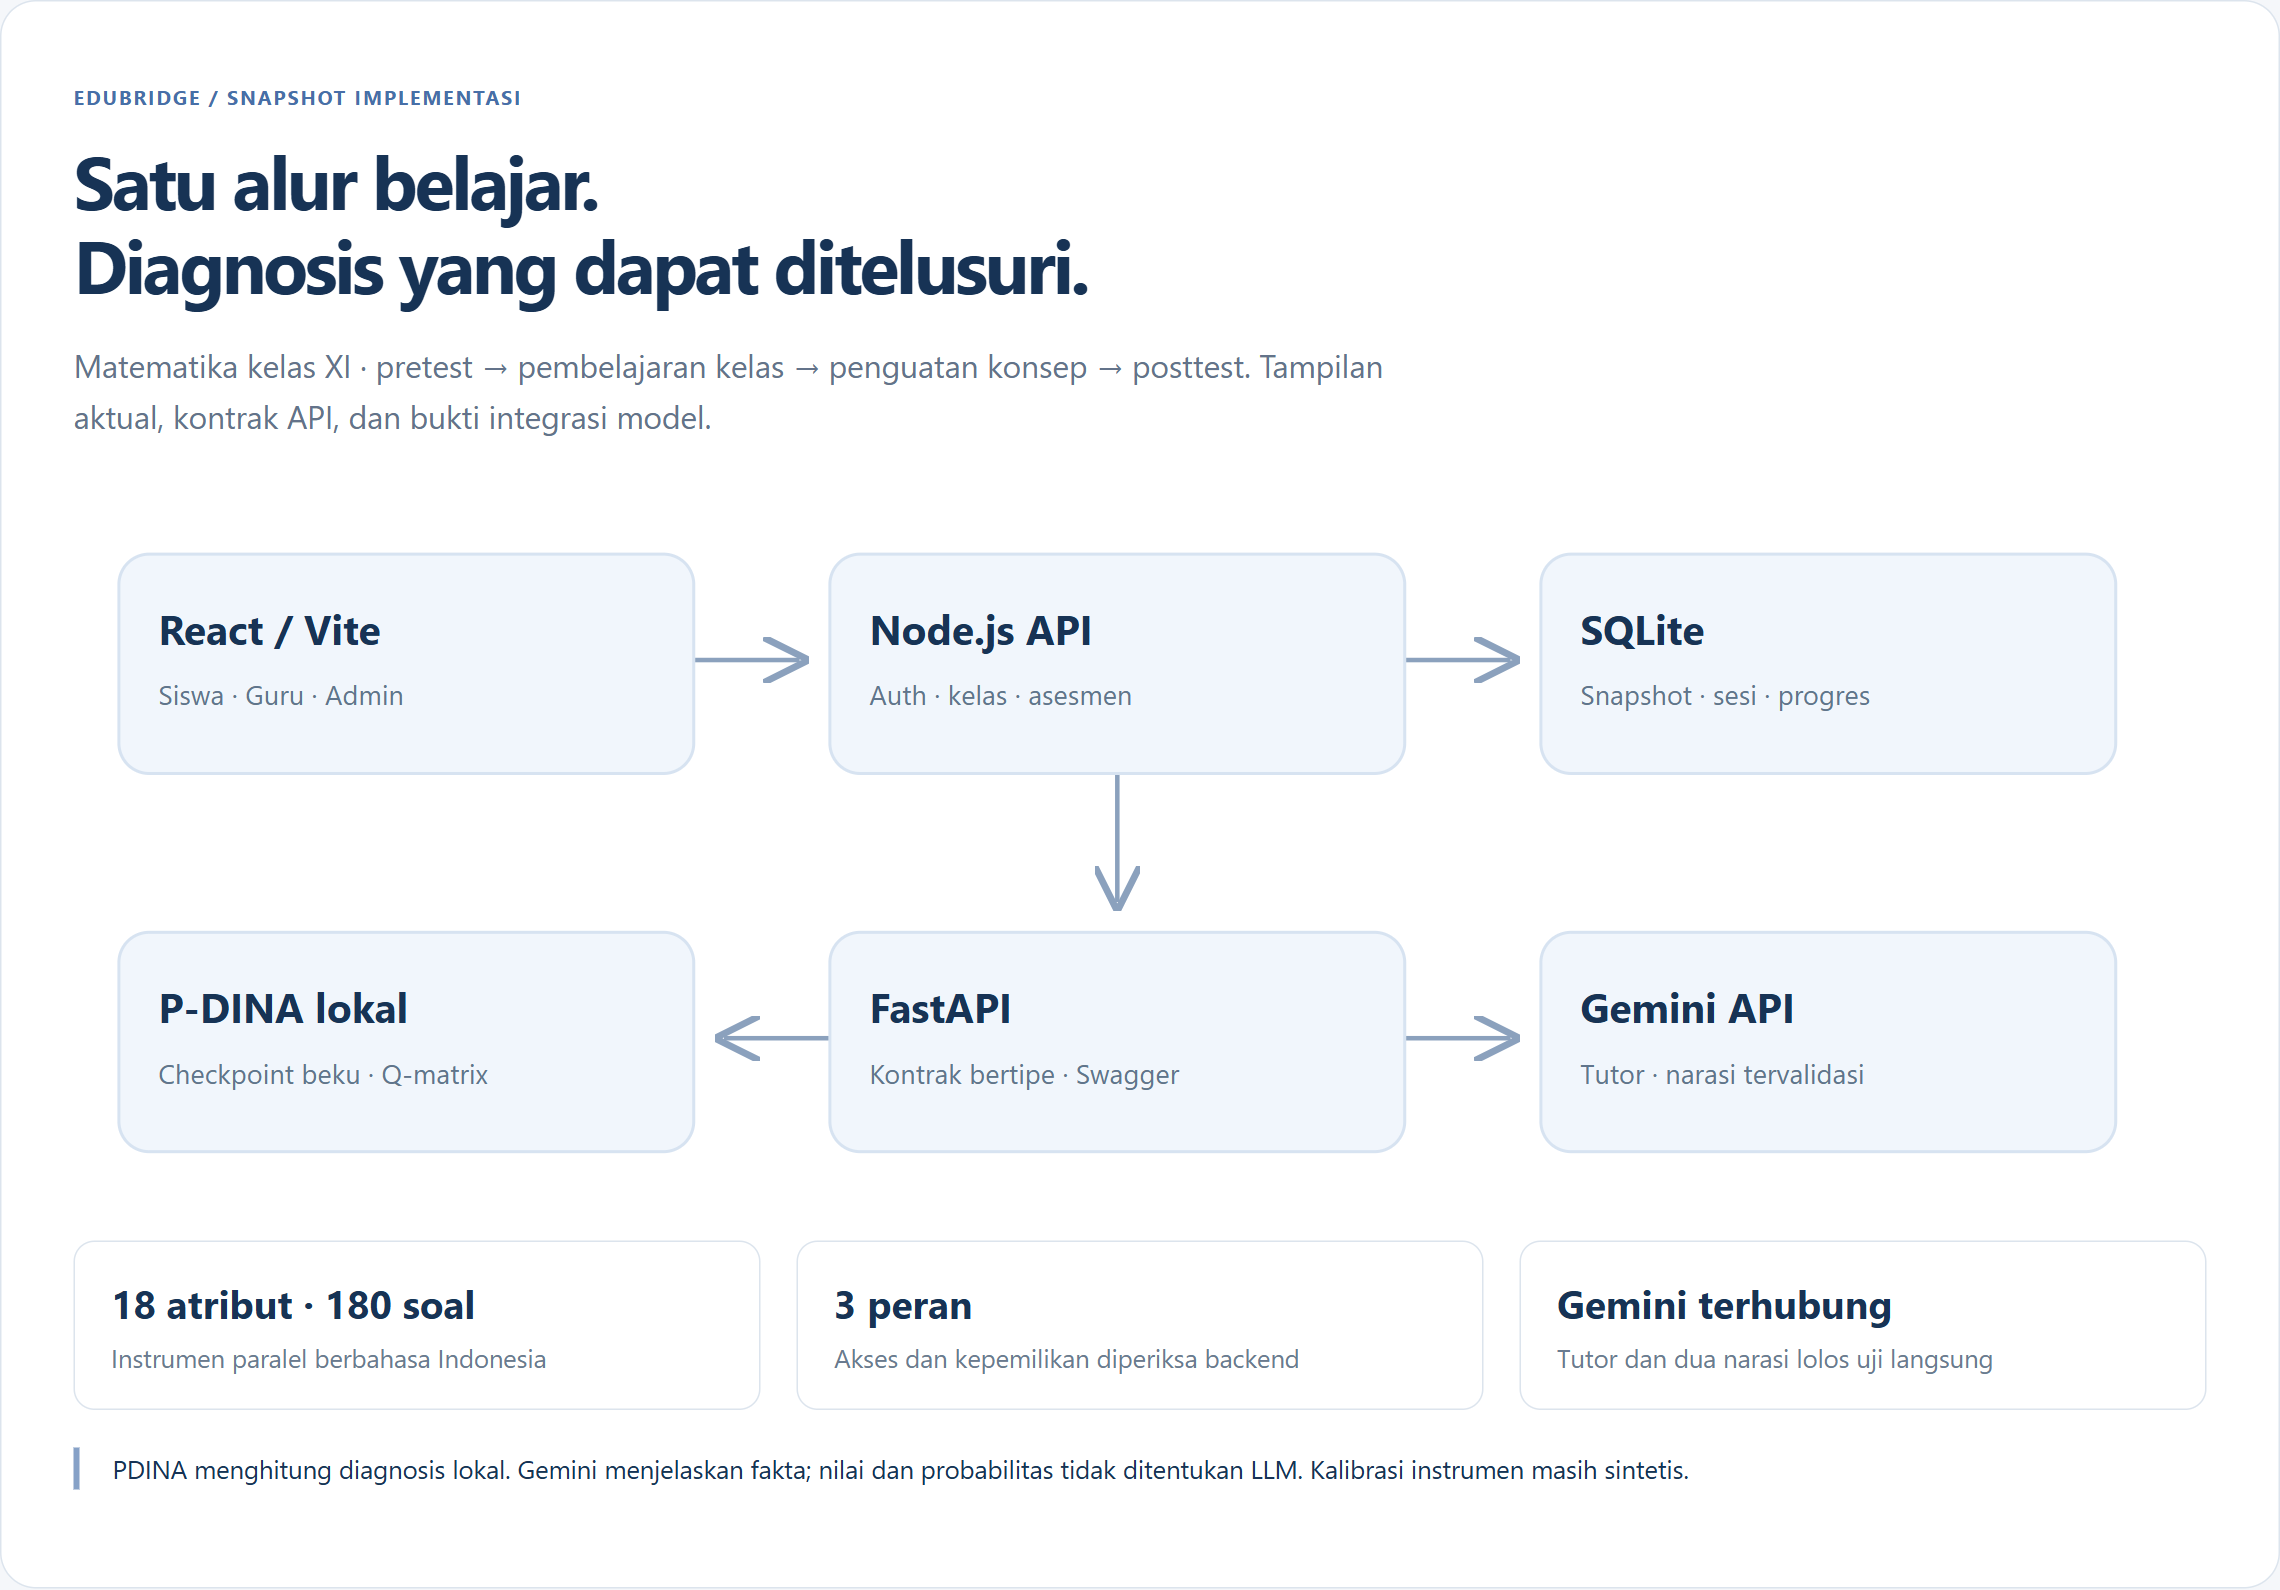 EDUBRIDGE / SNAPSHOT IMPLEMENTASI
Satu alur belajar.
Diagnosis yang dapat ditelusuri.
Matematika kelas XI · pretest → pembelajaran kelas → penguatan konsep → posttest. Tampilan
aktual, kontrak API, dan bukti integrasi model.
React / Vite
Siswa · Guru · Admin
Node.js API
Auth · kelas · asesmen
SQLite
Snapshot · sesi · progres
P-DINA lokal
Checkpoint beku · Q-matrix
FastAPI
Kontrak bertipe · Swagger
Gemini API
Tutor · narasi tervalidasi
18 atribut · 180 soal
Instrumen paralel berbahasa Indonesia
3 peran
Akses dan kepemilikan diperiksa backend
Gemini terhubung
Tutor dan dua narasi lolos uji langsung
PDINA menghitung diagnosis lokal. Gemini menjelaskan fakta; nilai dan probabilitas tidak ditentukan LLM. Kalibrasi instrumen masih sintetis.